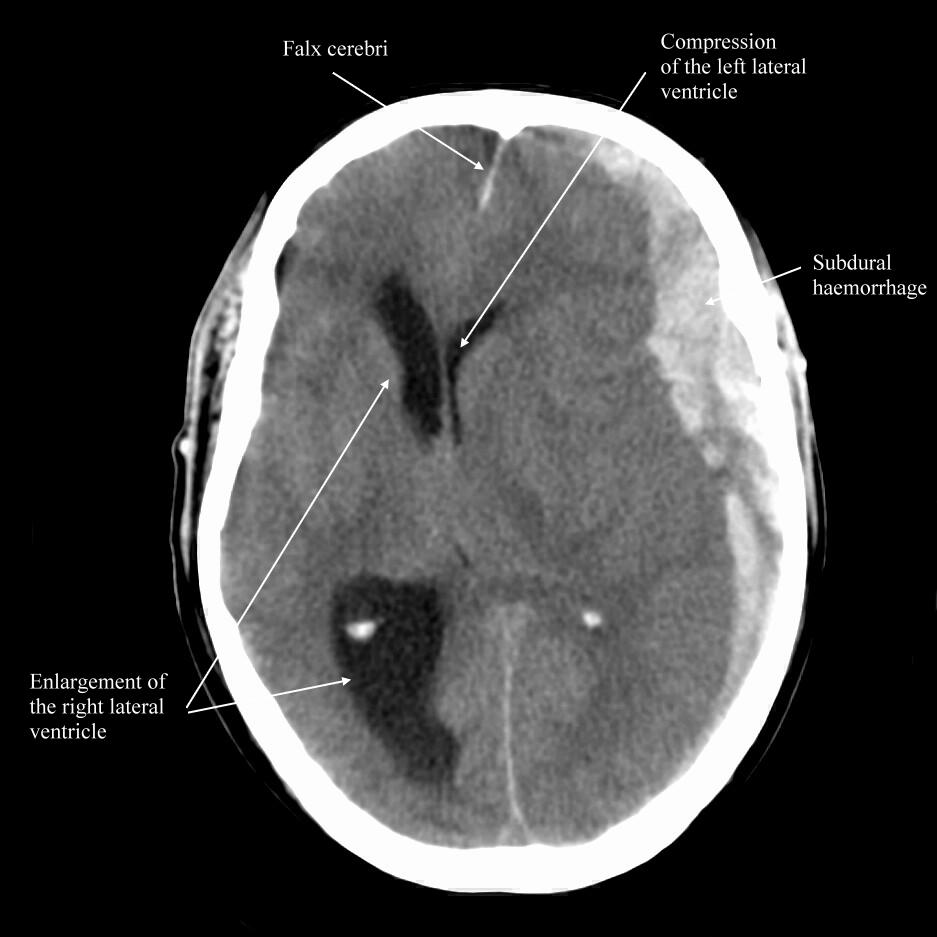 Falx cerebri
Compression
of the left lateral
ventricle
Subdural
haemorrhage
Enlargement of
the right lateral
ventricle